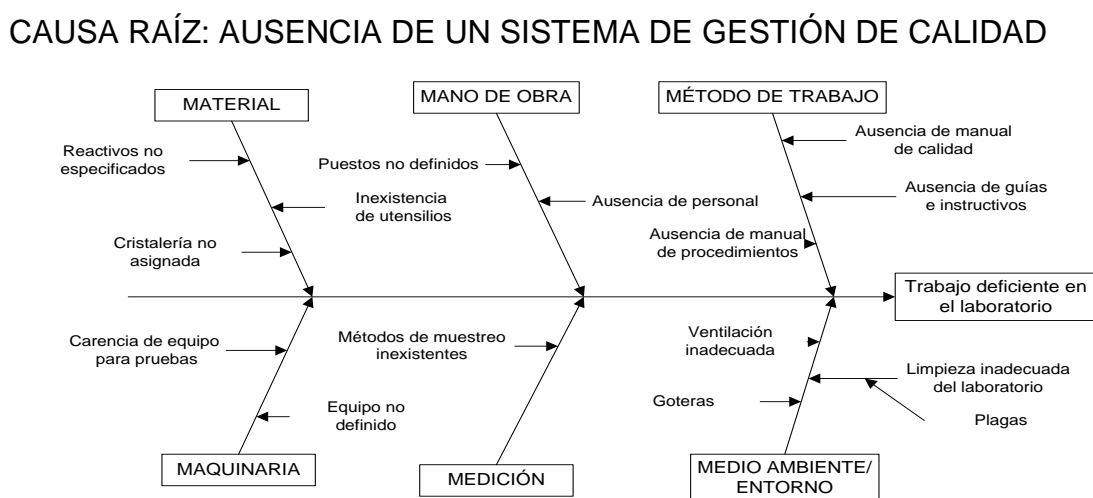 CAUSA RAÍZ: AUSENCIA DE UN SISTEMA DE GESTIÓN DE CALIDAD
MATERIAL
MANO DE OBRA
MÉTODO DE TRABAJO
Reactivos no
especificados
Inexistencia
de utensilios
Cristalería no
asignada
Puestos no definidos
Ausencia de personal
Ausencia de manual
de calidad
Ausencia de guías
e instructivos
Ausencia de manual
de procedimientos
Trabajo deficiente en
el laboratorio
Carencia de equipo
para pruebas
Equipo no
definido
Métodos de muestreo
inexistentes
Ventilación
inadecuada
Limpieza inadecuada
del laboratorio
Goteras
Plagas
MAQUINARIA
MEDICIÓN
MEDIO AMBIENTE/
ENTORNO